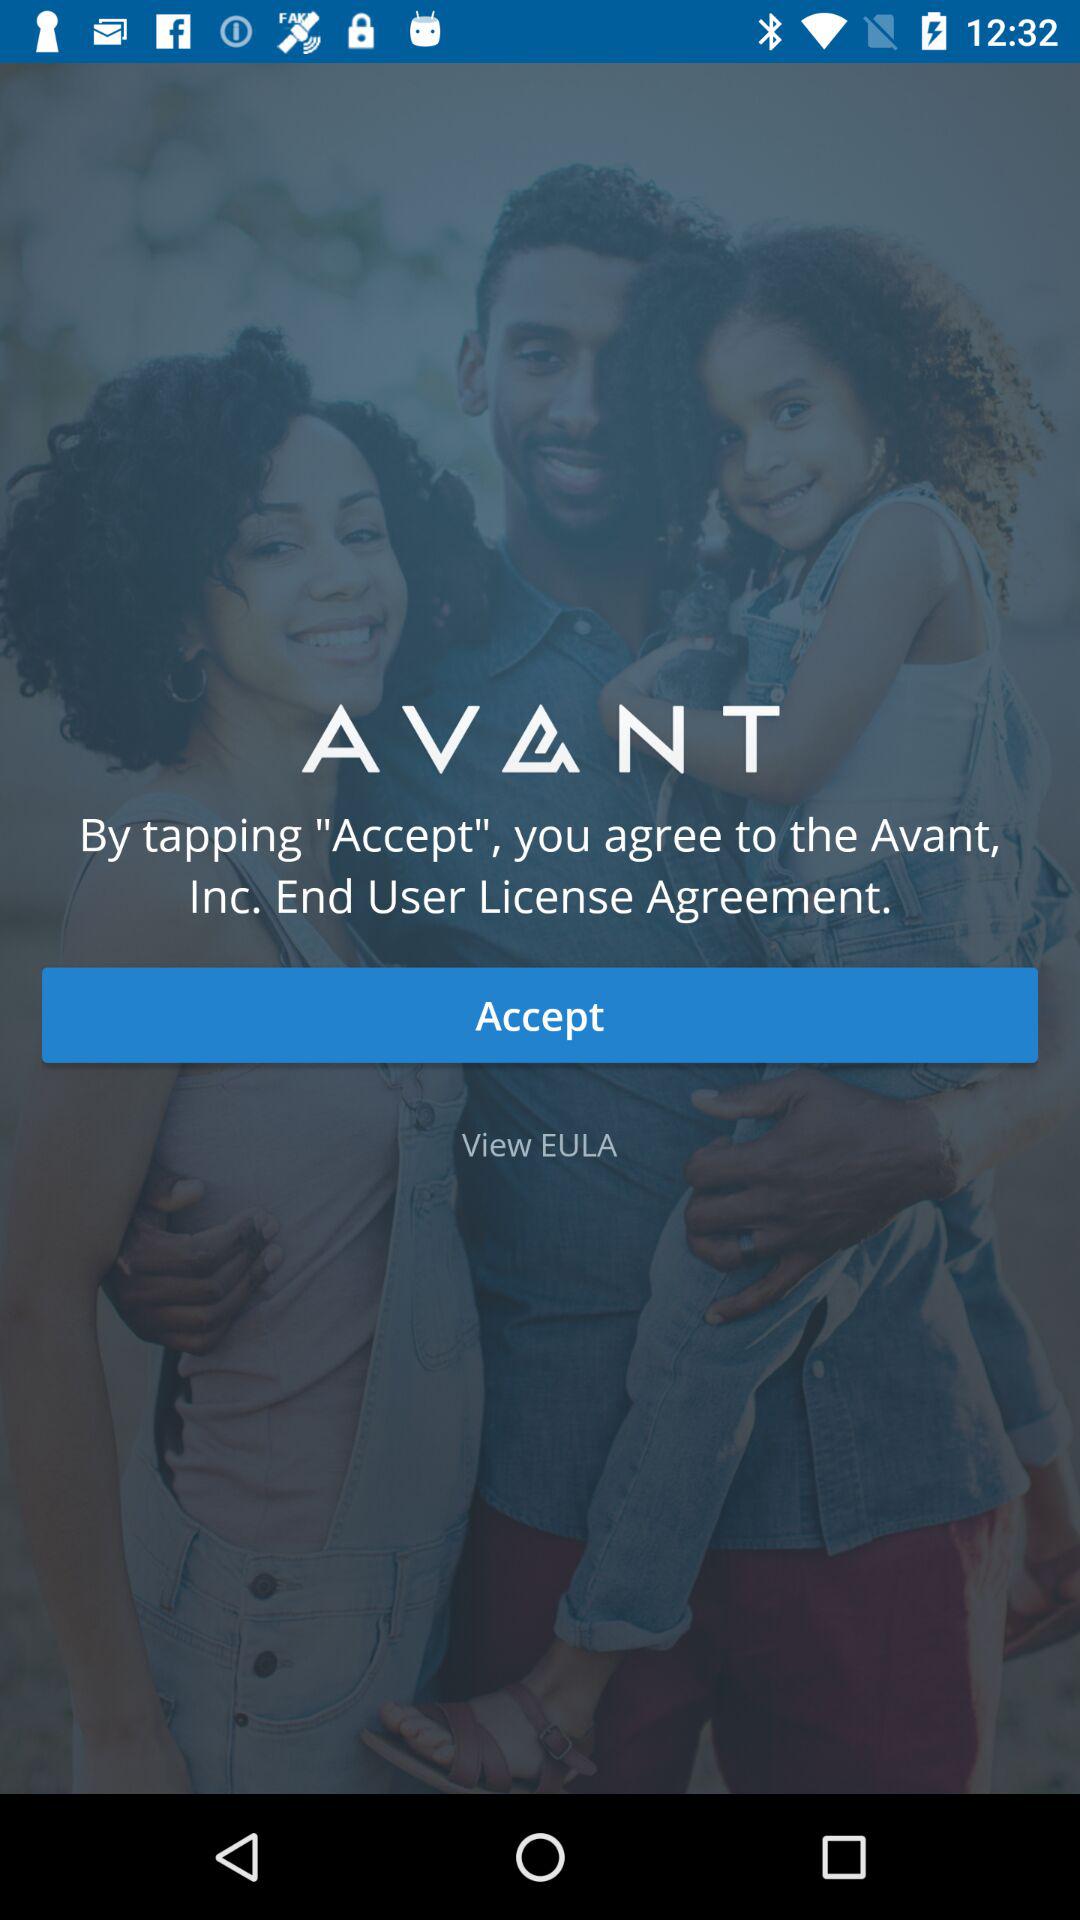 FAKE
12:32
AVANT
By tapping "Accept", you agree to the Avant,
Inc. End User License Agreement.
Accept
View EULA